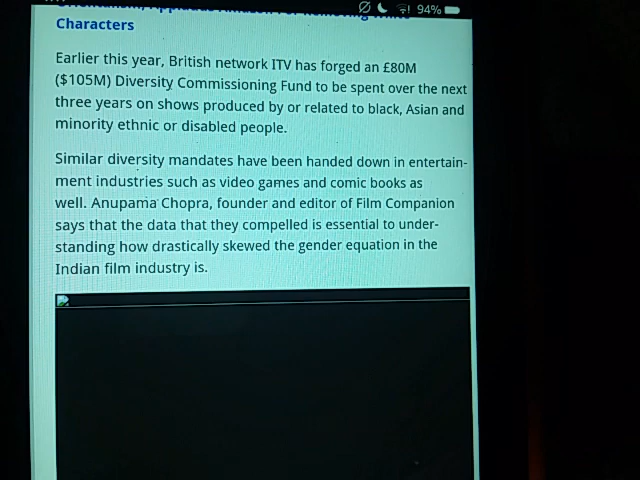 94%
Characters
Earlier this year, British network ITV has forged an £80M
($105M) Diversity Commissioning Fund to be spent over the next
three years on shows produced by or related to black, Asian and
minority ethnic or disabled people.
Similar diversity mandates have been handed down in entertain-
ment industries such as video games and comic books as
well. Anupama Chopra, founder and editor of Film Companion
says that the data that they compelled is essential to under-
standing how drastically skewed the gender equation in the
Indian film industry is.